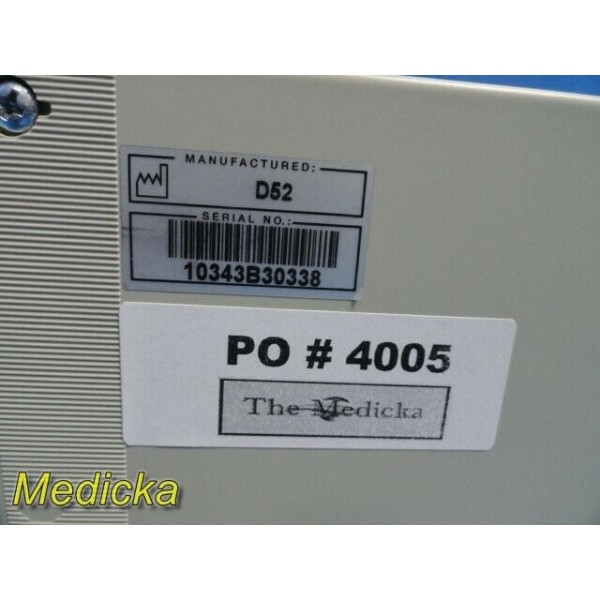 MANUFACTURED:
D52
SERIAL NO.:
10343B30338
PO # 4005
The Medicka
Medicka